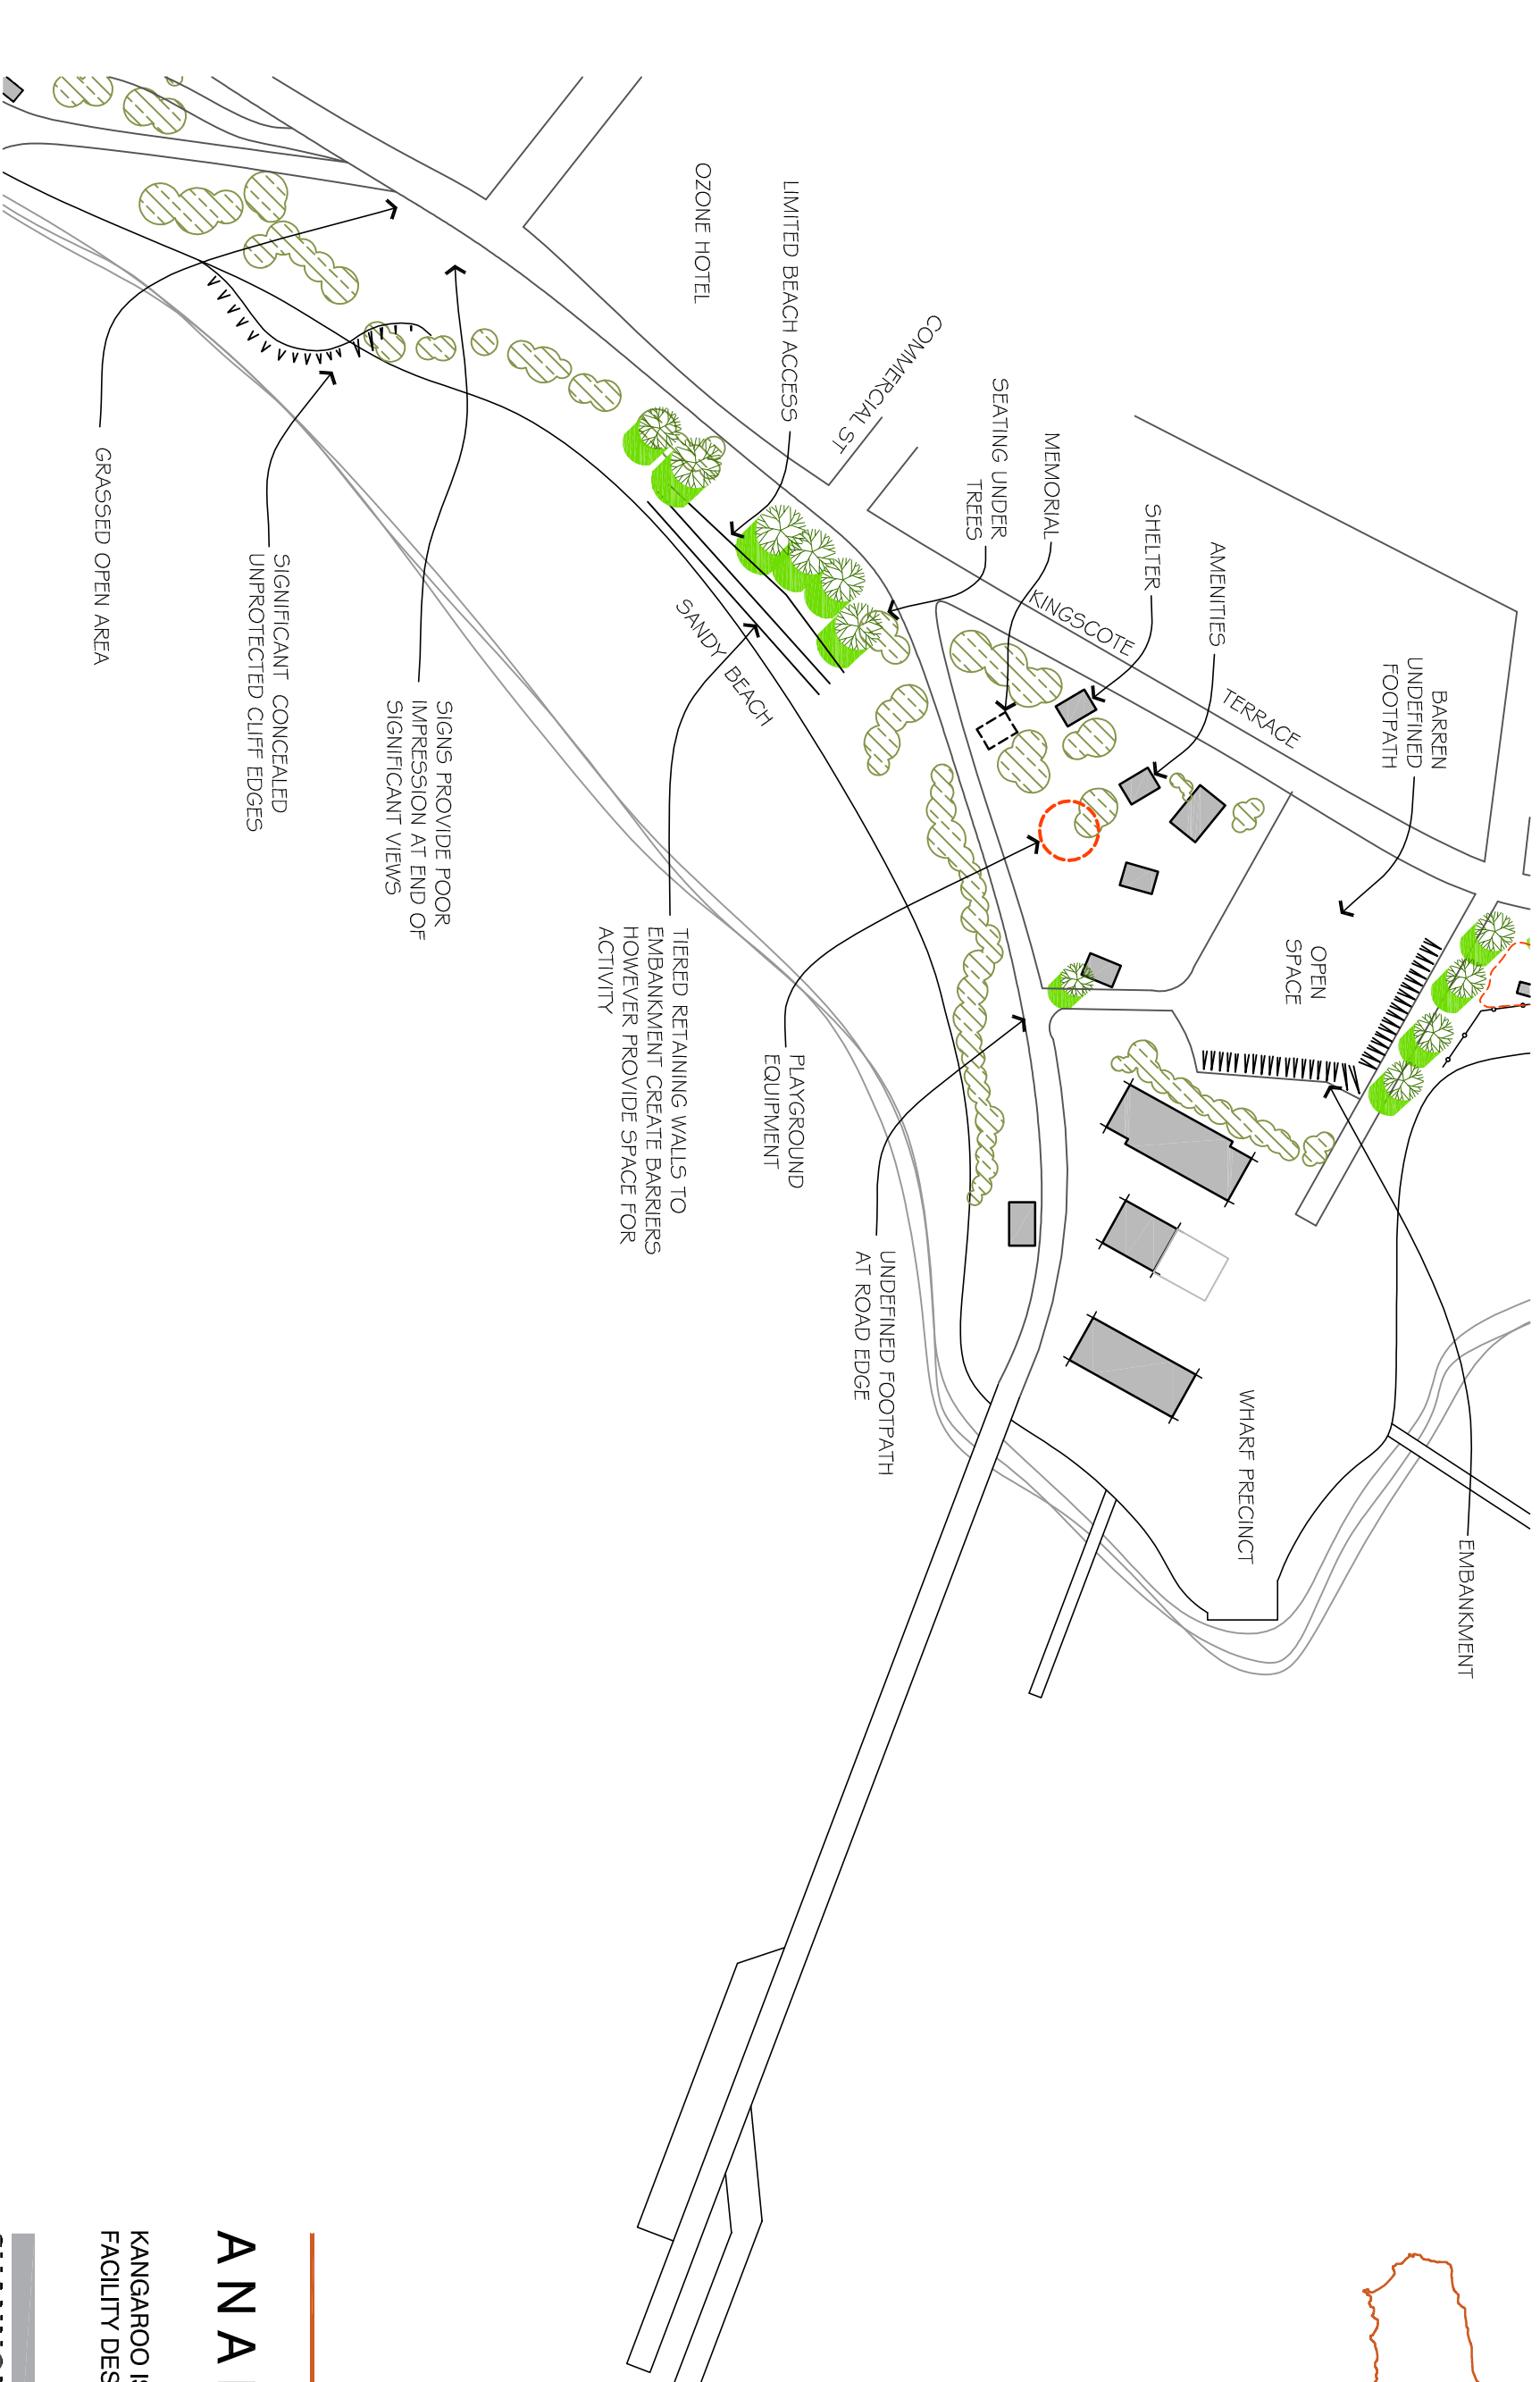 BARREN
UNDEFINED
FOOTPATH
OPEN
SPACE
EMBANKMENT
TERRACE
KINGSCOTE
AMENITIES
SHELTER
MEMORIAL
SEATING UNDER
TREES
WHARF PRECINCT
COMMERCIAL ST
LIMITED BEACH ACCESS
OZONE HOTEL
UNDEFINED FOOTPATH
AT ROAD EDGE
PLAYGROUND
EQUIPMENT
SANDY BEACH
TIERED RETAINING WALLS TO
EMBANKMENT CREATE BARRIERS
HOWEVER PROVIDE SPACE FOR
ACTIVITY
SIGNS PROVIDE POOR
IMPRESSION AT END OF
SIGNIFICANT VIEWS
SIGNIFICANT CONCEALED
UNPROTECTED CLIFF EDGES
GRASSED OPEN AREA
ANA
KANGAROO
FACILITY DES